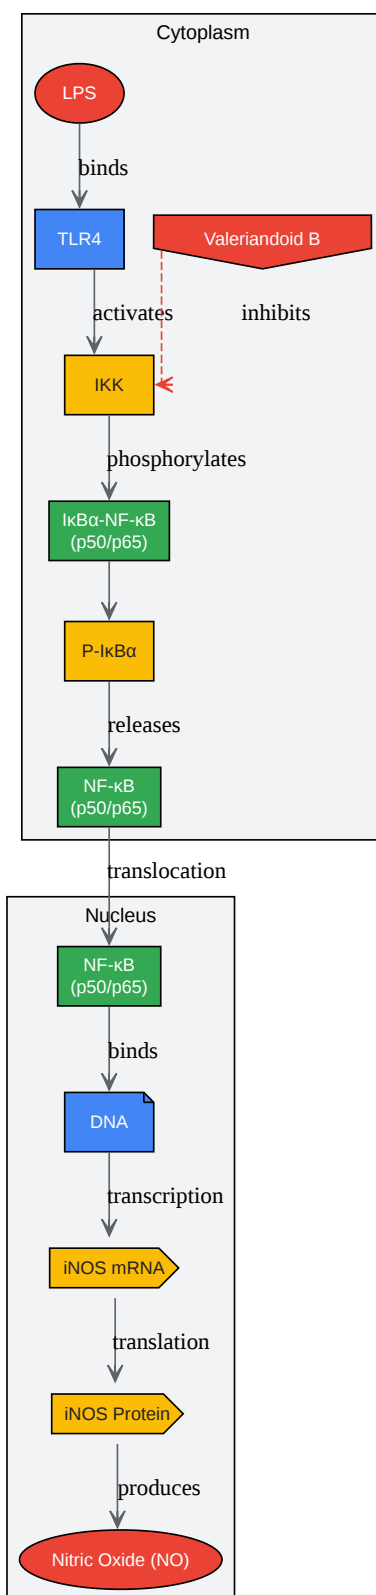 Cytoplasm
LPS
binds
TLR4
Valeriandoid B
activates
inhibits
IKK
phosphorylates
IκBα-NF-κB
(p50/p65)
P-IκBα
releases
NF-κB
(p50/p65)
translocation
Nucleus
NF-κB
(p50/p65)
binds
DNA
transcription
iNOS mRNA
translation
iNOS Protein
produces
Nitric Oxide (NO)